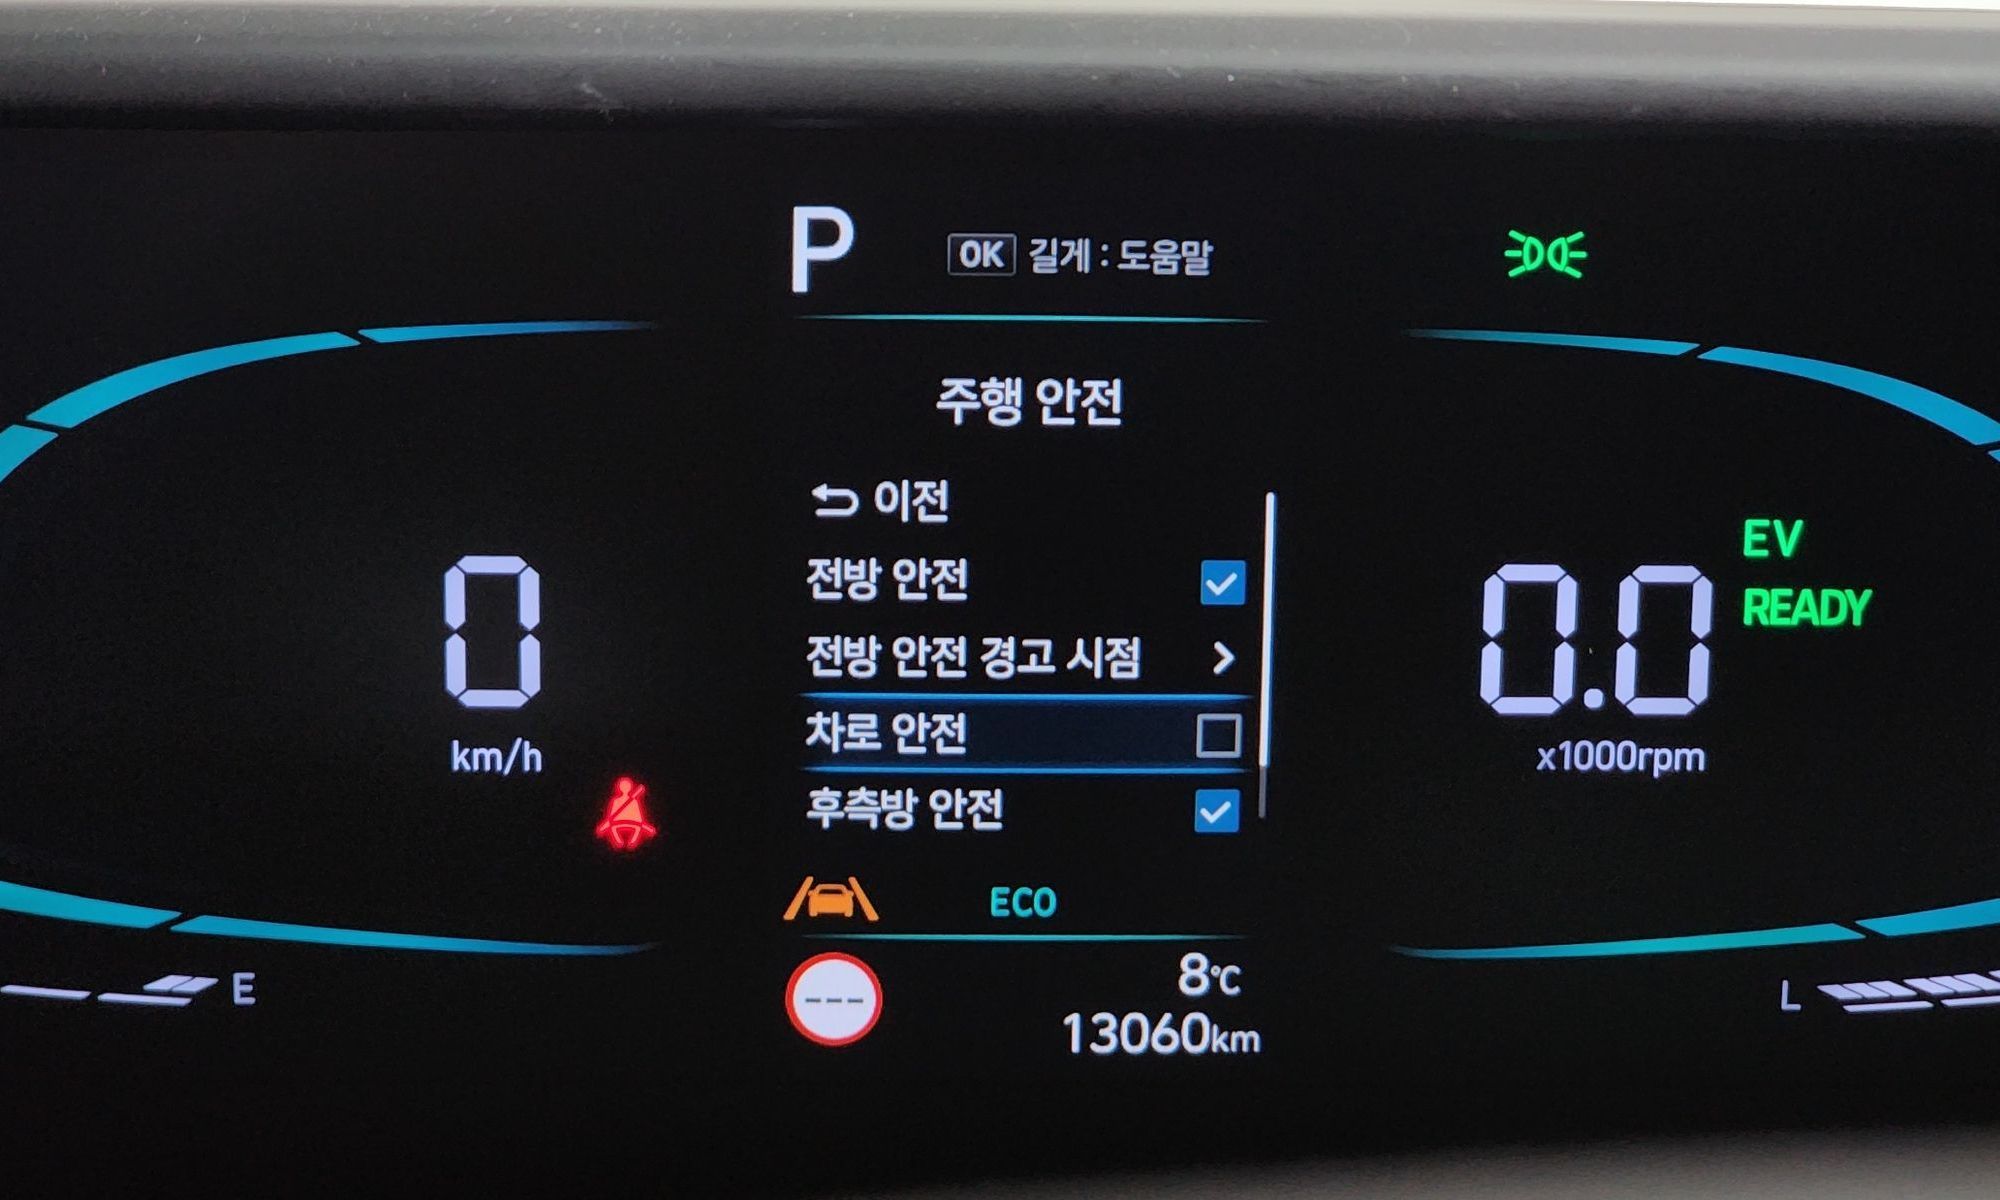 P
OK 길게 : 도움말
주행 안전
이전
전방 안전
전방 안전 경고 시점
차로 안전
후측방 안전
0
km/h
0.0
x1000rpm
EV
READY
ECO
---
8℃
13060km
E
L